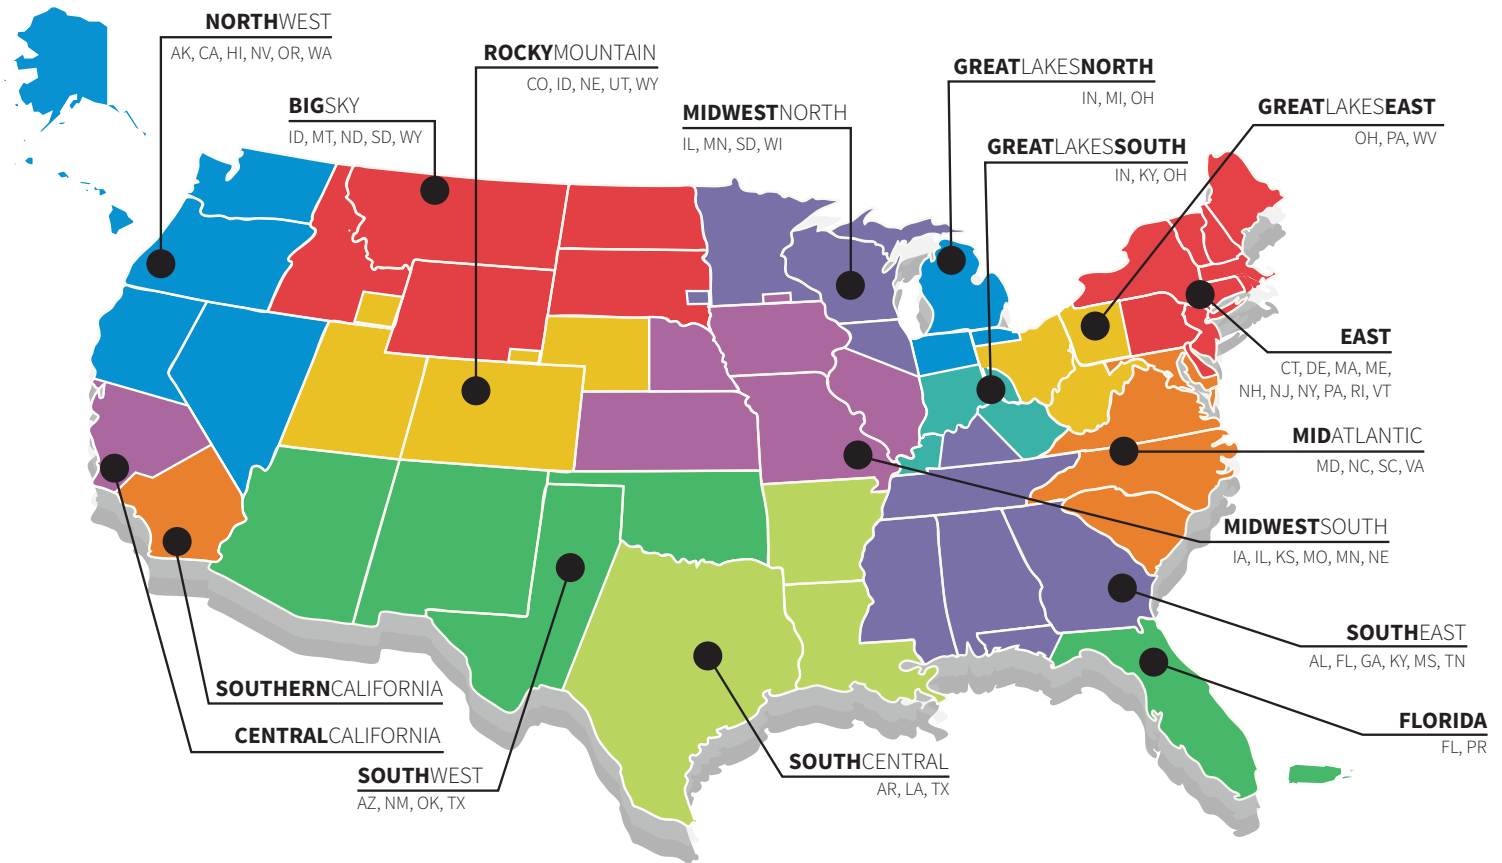 NORTHWEST
AK, CA, HI, NV, OR, WA
ROCKYMOUNTAIN
CO, ID, NE, UT, WY
BIGSKY
ID, MT, ND, SD, WY
MIDWESTNORTH
IL, MN, SD, WI
GREATLAKESNORTH
IN, MI, OH
GREATLAKESEAST
OH, PA, WV
GREATLAKESSOUTH
IN, KY, OH
EAST
CT, DE, MA, ME,
NH, NJ, NY, PA, RI, VT
MIDATLANTIC
MD, NC, SC, VA
MIDWESTSOUTH
IA, IL, KS, MO, MN, NE
SOUTHEAST
AL, FL, GA, KY, MS, TN
FLORIDA
FL, PR
SOUTHERNCALIFORNIA
CENTRALCALIFORNIA
SOUTHWEST
AZ, NM, OK, TX
SOUTHCENTRAL
AR, LA, TX